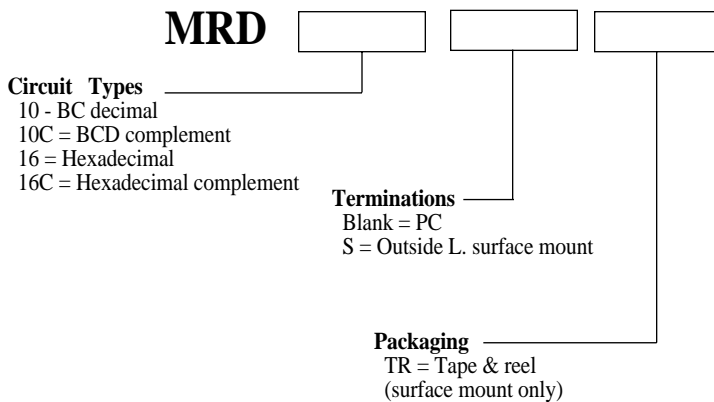 MRD
Circuit Types
10 - BC decimal
10C = BCD complement
16 = Hexadecimal
16C = Hexadecimal complement
Terminations
Blank = PC
S = Outside L. surface mount
Packaging
TR = Tape & reel
(surface mount only)